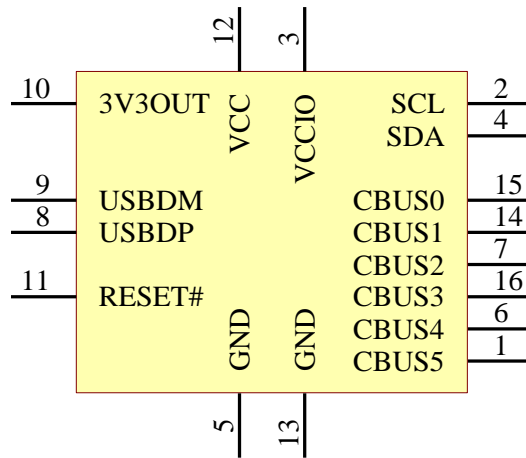 12
3
10
3V3OUT
VCC
VCCIO
SCL
2
SDA
4
9
USBDM
CBUS0
15
8
USBDP
CBUS1
14
CBUS2
7
11
RESET#
CBUS3
16
GND
GND
CBUS4
6
CBUS5
1
5
13